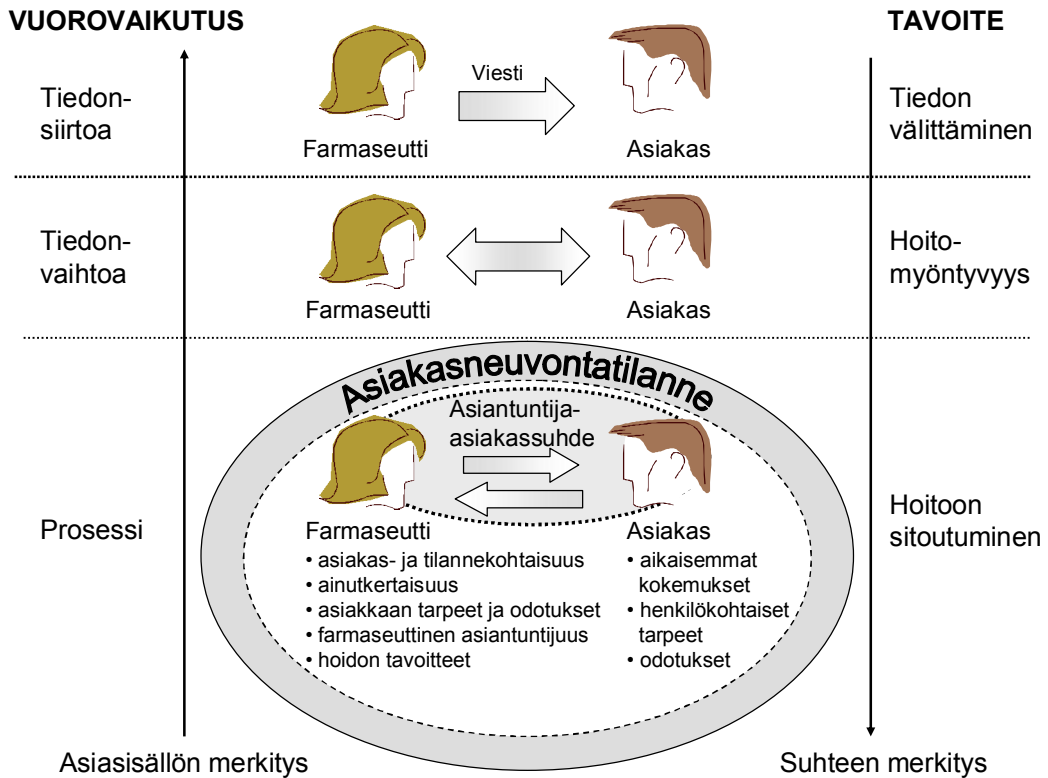 VUOROVAIKUTUS
TAVOITE
Tiedon-
siirtoa
Viesti
Farmaseutti
Asiakas
Tiedon
välittäminen
Tiedon-
vaihtoa
Farmaseutti
Asiakas
Hoito-
myöntyvyys
Asiakasneuvontatilanne
Asiantuntija-
asiakassuhde
Prosessi
Farmaseutti
• asiakas- ja tilannekohtaisuus
• ainutkertaisuus
• asiakkaan tarpeet ja odotukset
• farmaseuttinen asiantuntijuus
• hoidon tavoitteet
Asiakas
• aikaisemmat
kokemukset
• henkilökohtaiset
tarpeet
• odotukset
Hoitoon
sitoutuminen
Asiasisällön merkitys
Suhteen merkitys